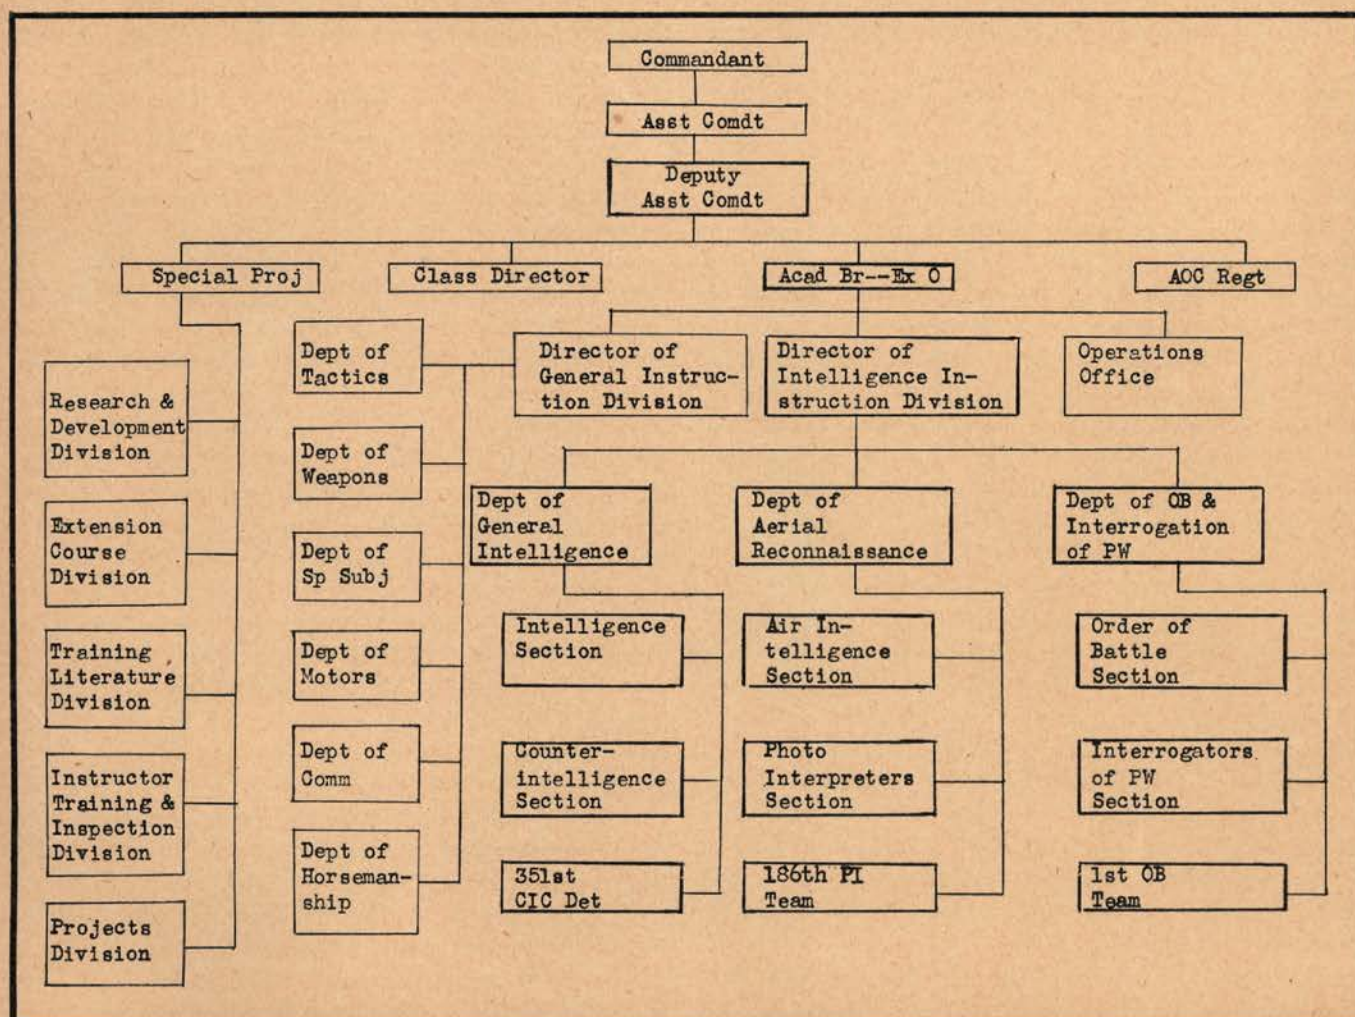 Commandant
Asst Comdt
Deputy
Asst Comdt
Special Proj
Class Director
Acad Br--Ex O
AOC Regt
Research &
Development
Division
Extension
Course
Division
Training
Literature
Division
Instructor
Training &
Inspection
Division
Projects
Division
Dept of
Tactics
Dept of
Weapons
Dept of
Sp Subj
Dept of
Motors
Dept of
Comm
Dept of
Horseman-
ship
Director of
General Instruc-
tion Division
Director of
Intelligence In-
struction Division
Operations
Office
Dept of
General
Intelligence
Intelligence
Section
Counter-
intelligence
Section
351st
CIC Det
Dept of
Aerial
Reconnaissance
Air In-
telligence
Section
Photo
Interpreters
Section
186th PI
Team
Dept of OB &
Interrogation
of PW
Order of
Battle
Section
Interrogators
of PW
Section
1st OB
Team